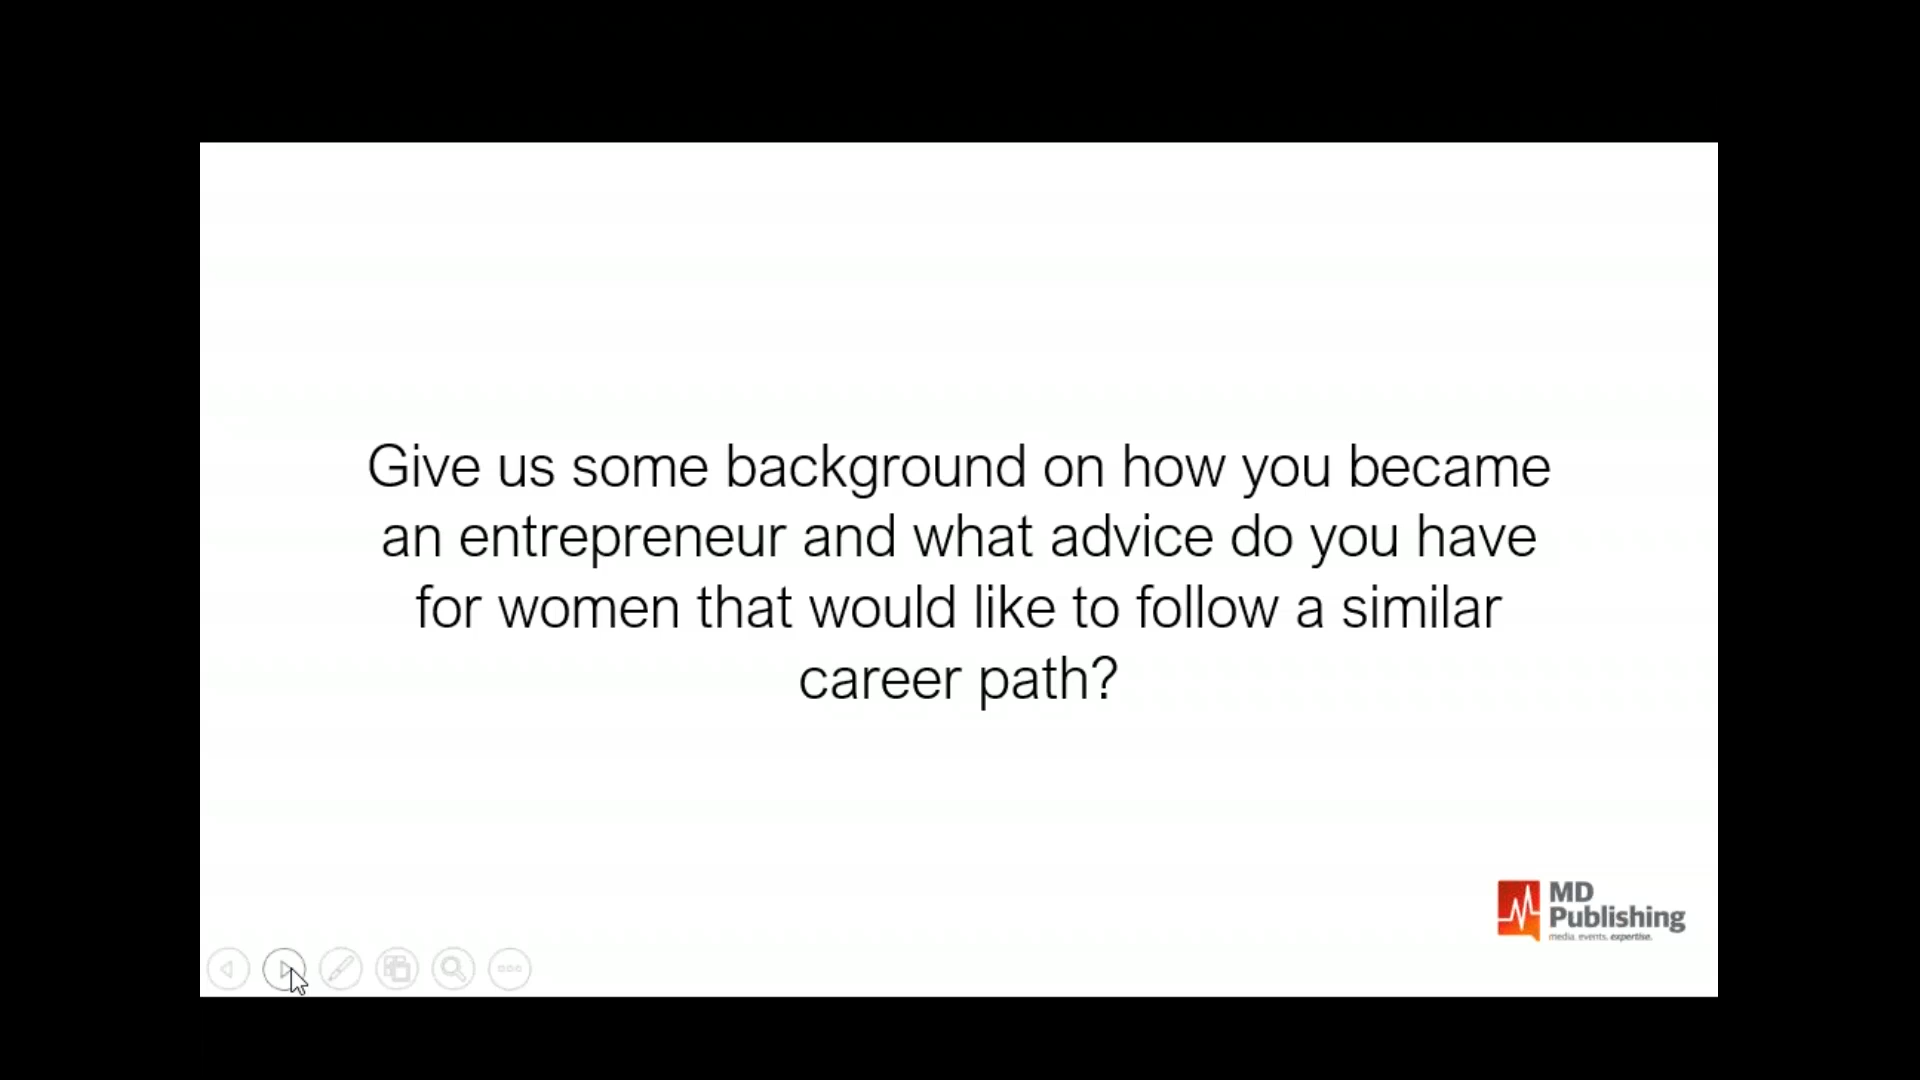 Give us some background on how you became
an entrepreneur and what advice do you have
for women that would like to follow a similar
career path?
MD
Publishing
media. events. expertise.